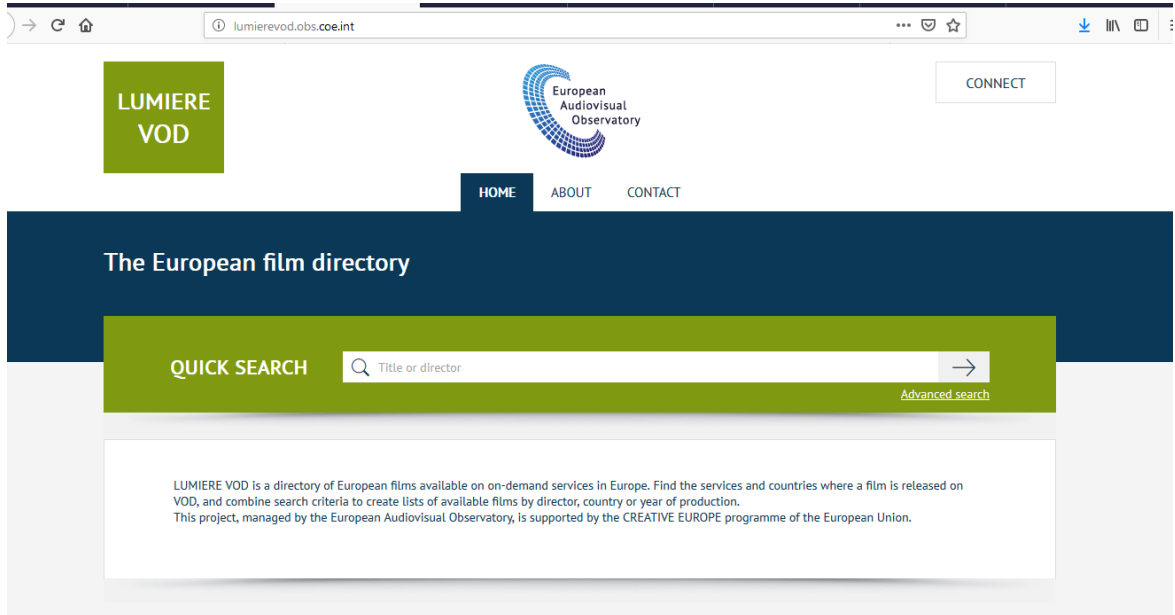 lumierevod.obs.coe.int
LUMIERE
VOD
European
Audiovisual
Observatory
CONNECT
HOME ABOUT CONTACT
The European film directory
QUICK SEARCH Title or director
Advanced search
LUMIERE VOD is a directory of European films available on on-demand services in Europe. Find the services and countries where a film is released on
VOD, and combine search criteria to create lists of available films by director, country or year of production.
This project, managed by the European Audiovisual Observatory, is supported by the CREATIVE EUROPE programme of the European Union.